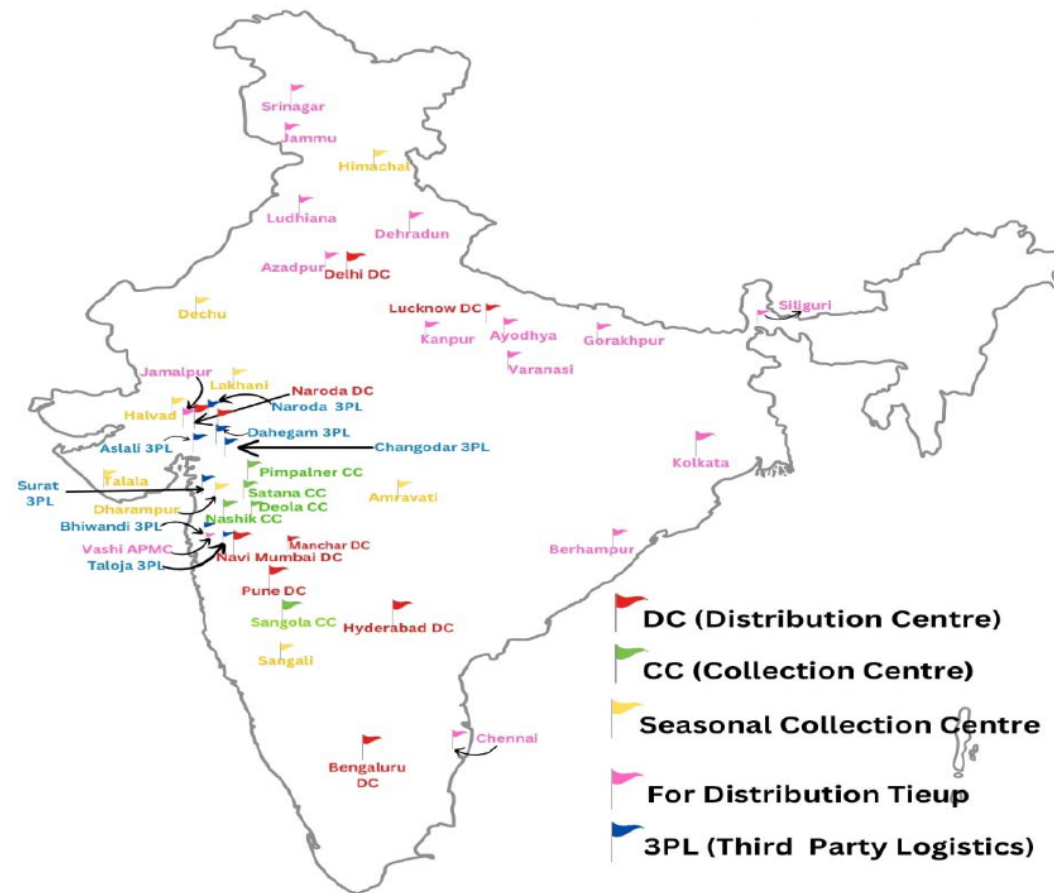 Srinagar
Jammu
Himachal
Ludhiana
Dehradun
Azadpur
Delhi DC
Dechu
Lucknow DC
Siliguri
Kanpur
Ayodhya
Gorakhpur
Varanasi
Jamalpur
Lakhani
Naroda DC
Naroda 3PL
Halvad
Dahegam 3PL
Aslali 3PL
Changodar 3PL
Kolkata
Pimpalner CC
Talala
Surat
3PL
Satana CC
Amravati
Dharampur
Deola CC
Nashik CC
Bhiwandi 3PL
Vashi APMC
Manchar DC
Berhampur
Navi Mumbai DC
Taloja 3PL
Pune DC
Sangola CC
Hyderabad DC
Sangali
Chennai
Bengaluru
DC
DC (Distribution Centre)
CC (Collection Centre)
Seasonal Collection Centre
For Distribution Tieup
3PL (Third Party Logistics)